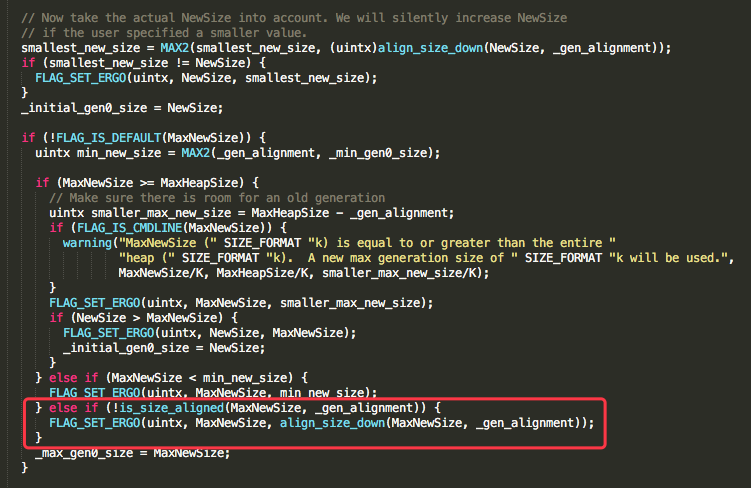 // Now take the actual NewSize into account. We will silently increase NewSize
// if the user specified a smaller value.
smallest_new_size = MAX2(smallest_new_size, (uintx)align_size_down(NewSize, _gen_alignment));
if (smallest_new_size != NewSize) {
  FLAG_SET_ERGO(uintx, NewSize, smallest_new_size);
}
_initial_gen0_size = NewSize;

if (!FLAG_IS_DEFAULT(MaxNewSize)) {
  uintx min_new_size = MAX2(_gen_alignment, _min_gen0_size);

  if (MaxNewSize >= MaxHeapSize) {
    // Make sure there is room for an old generation
    uintx smaller_max_new_size = MaxHeapSize - _gen_alignment;
    if (FLAG_IS_CMDLINE(MaxNewSize)) {
      warning("MaxNewSize (" SIZE_FORMAT "k) is equal to or greater than the entire "
              "heap (" SIZE_FORMAT "k).  A new max generation size of " SIZE_FORMAT "k will be used.",
              MaxNewSize/K, MaxHeapSize/K, smaller_max_new_size/K);
    }
    FLAG_SET_ERGO(uintx, MaxNewSize, smaller_max_new_size);
    if (NewSize > MaxNewSize) {
      FLAG_SET_ERGO(uintx, NewSize, MaxNewSize);
      _initial_gen0_size = NewSize;
    }
  } else if (MaxNewSize < min_new_size) {
    FLAG_SET_ERGO(uintx, MaxNewSize, min_new_size);
  } else if (!is_size_aligned(MaxNewSize, _gen_alignment)) {
    FLAG_SET_ERGO(uintx, MaxNewSize, align_size_down(MaxNewSize, _gen_alignment));
  }
  _max_gen0_size = MaxNewSize;
}